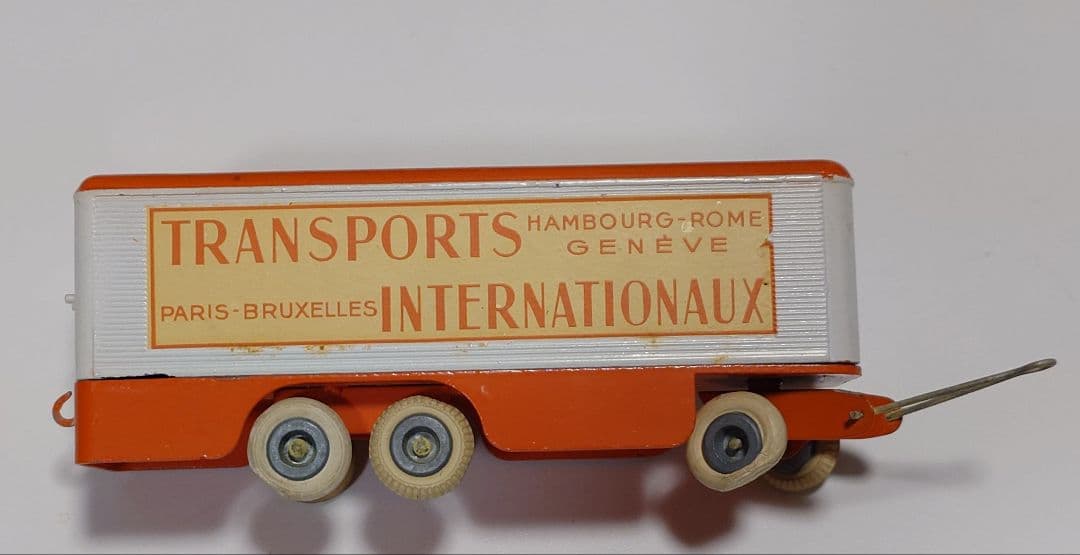 TRANSPORTS HAMBOURG-ROME
GENÈVE
PARIS-BRUXELLES INTERNATIONAUX